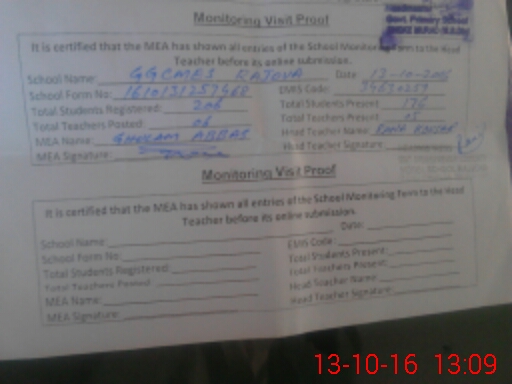 Monitoring Visit Proof
Govt. Primary School
It is certified that the MEA has shown all entries of the School Monitoring Form to the Head
Teacher before its online submission.
School Name: GGCMES RAJOVA Date 13-10-2016
School Form No: EMIS Code:
Total Students Registered: 206 Total Students Present 176
Total Teachers Posted: 06 Total Teachers Present 05
MEA Name: GHULAM ABBAS Head Teacher Name: RANA
MEA Signature: Head Teacher Signature:
Monitoring Visit Proof
It is certified that the MEA has shown all entries of the School Monitoring Form to the Head
Teacher before its online submission.
School Name: Date:
School Form No: EMIS Code:
Total Students Registered: Total Students Present:
Total Teachers Posted: Total Teachers Present:
MEA Name: Head Teacher Name:
MEA Signature: Head Teacher Signature:
13-10-16 13:09